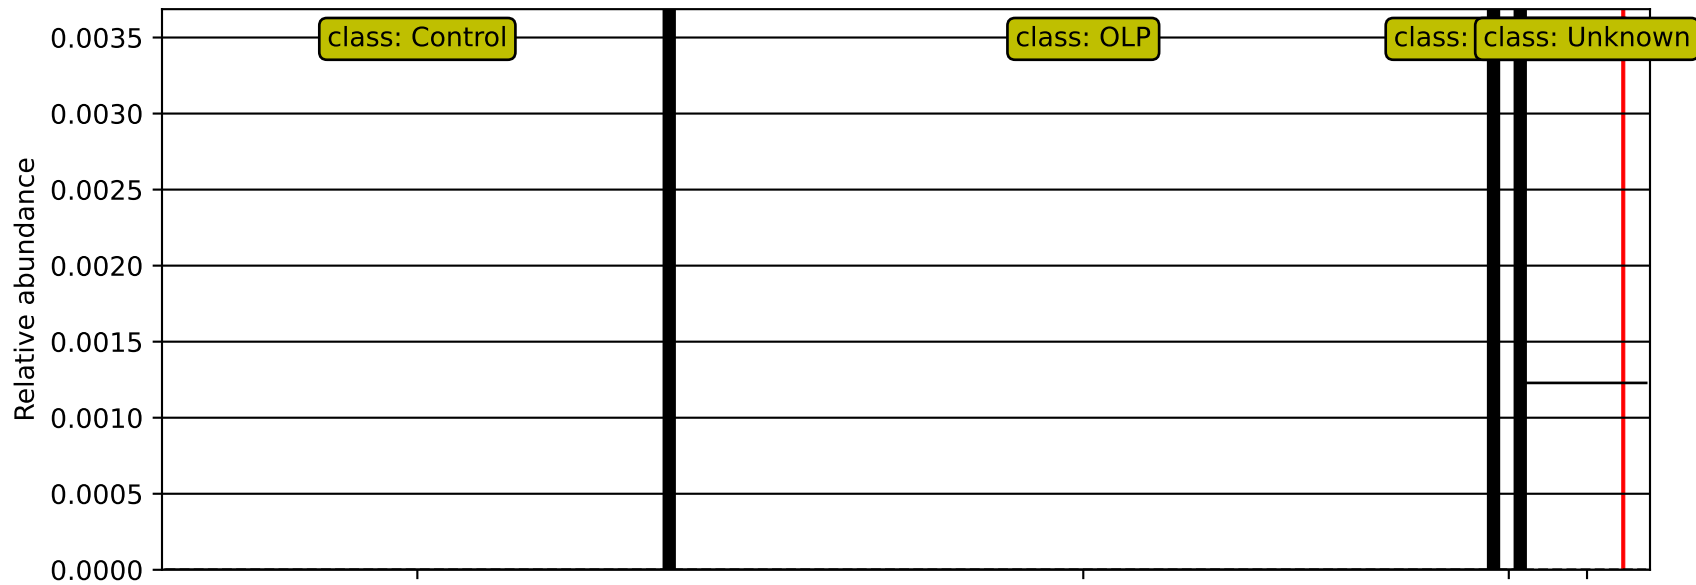 class: Control
class: OLP
class:
class: Unknown
0.0035
0.0030
0.0025
0.0020
0.0015
0.0010
0.0005
0.0000
Relative abundance